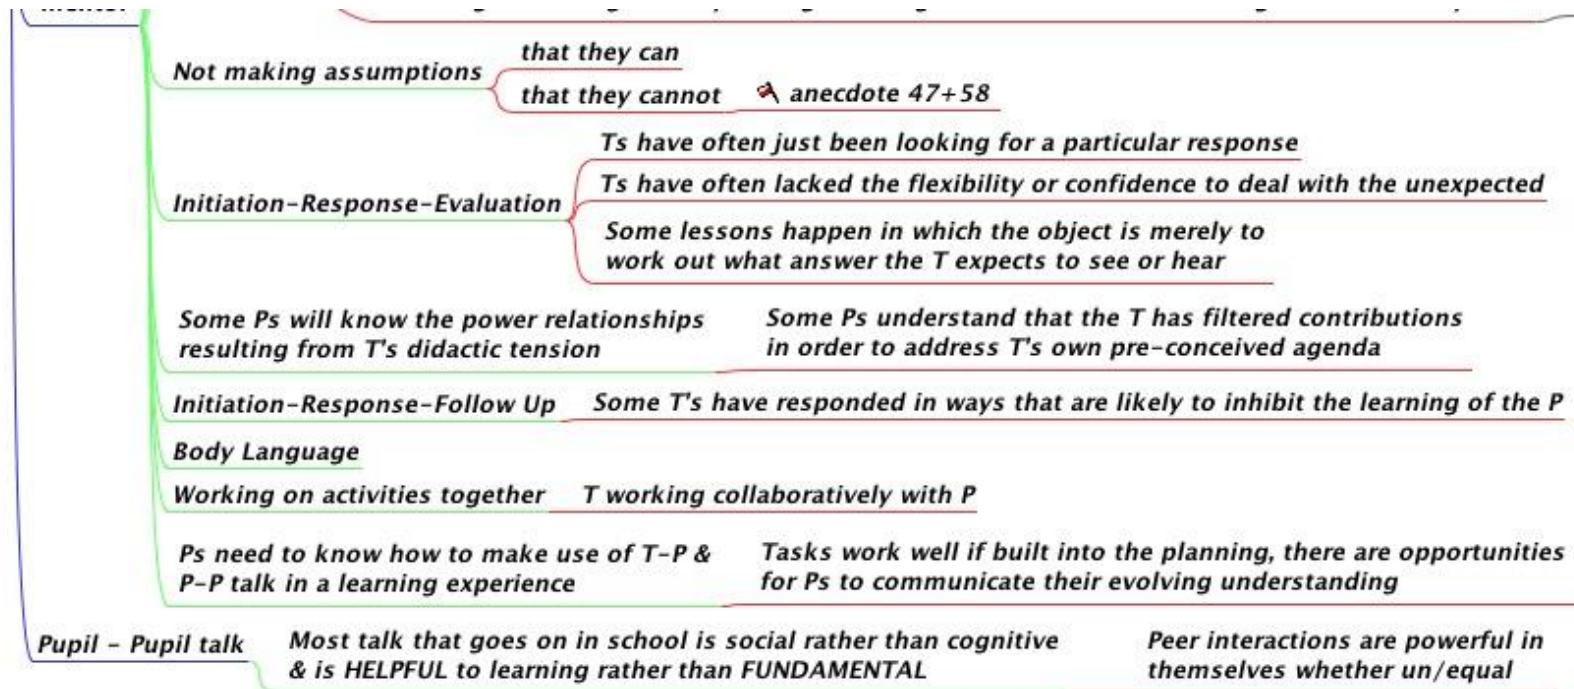 Not making assumptions
that they can
that they cannot
anecdote 47+58
Initiation-Response-Evaluation
Ts have often just been looking for a particular response
Ts have often lacked the flexibility or confidence to deal with the unexpected
Some lessons happen in which the object is merely to
work out what answer the T expects to see or hear
Some Ps will know the power relationships
resulting from T's didactic tension
Some Ps understand that the T has filtered contributions
in order to address T's own pre-conceived agenda
Initiation-Response-Follow Up
Some T's have responded in ways that are likely to inhibit the learning of the P
Body Language
Working on activities together
T working collaboratively with P
Ps need to know how to make use of T-P &
P-P talk in a learning experience
Tasks work well if built into the planning, there are opportunities
for Ps to communicate their evolving understanding
Pupil - Pupil talk
Most talk that goes on in school is social rather than cognitive
& is HELPFUL to learning rather than FUNDAMENTAL
Peer interactions are powerful in
themselves whether un/equal